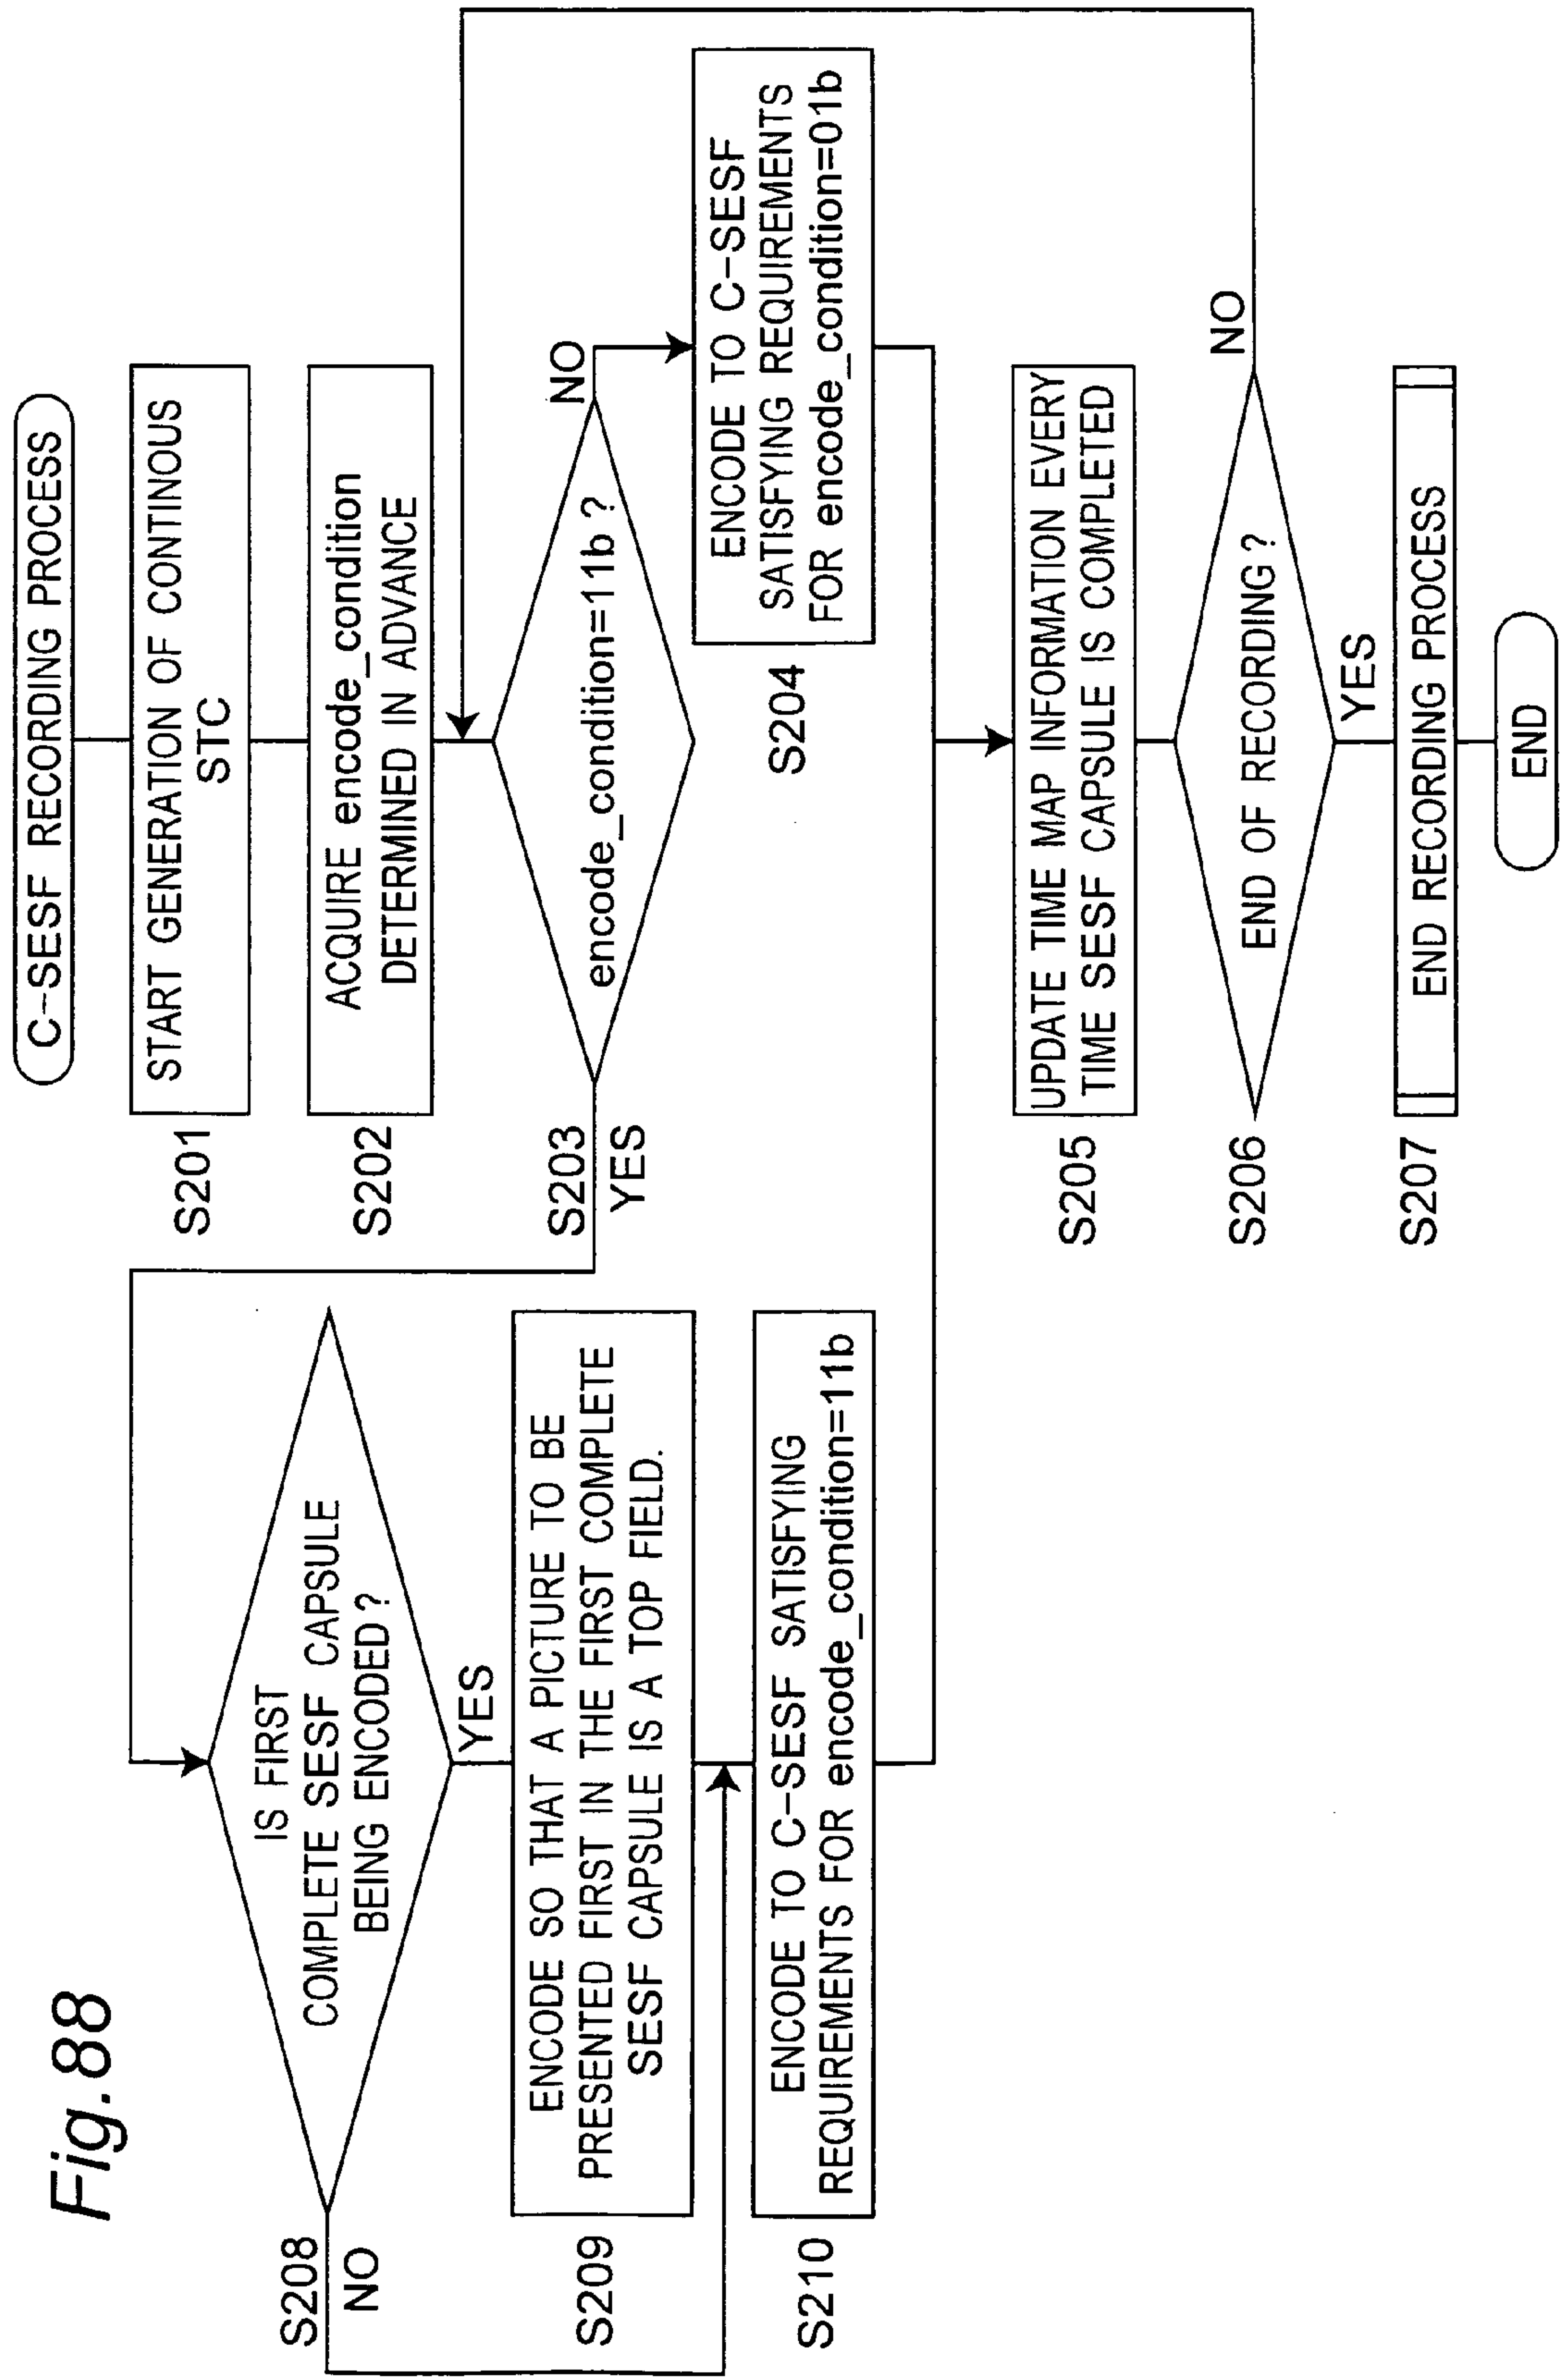 Fig.88
C-SESF RECORDING PROCESS
S201
START GENERATION OF CONTINOUS
STC
S202
ACQUIRE encode_condition
DETERMINED IN ADVANCE
S203
encode_condition=11b ?
YES
NO
S204
ENCODE TO C-SESF
SATISFYING REQUIREMENTS
FOR encode_condition=01b
S208
IS FIRST
COMPLETE SESF CAPSULE
BEING ENCODED ?
NO
YES
S209
ENCODE SO THAT A PICTURE TO BE
PRESENTED FIRST IN THE FIRST COMPLETE
SESF CAPSULE IS A TOP FIELD.
S210
ENCODE TO C-SESF SATISFYING
REQUIREMENTS FOR encode_condition=11b
S205
UPDATE TIME MAP INFORMATION EVERY
TIME SESF CAPSULE IS COMPLETED
S206
END OF RECORDING ?
NO
YES
S207
END RECORDING PROCESS
END